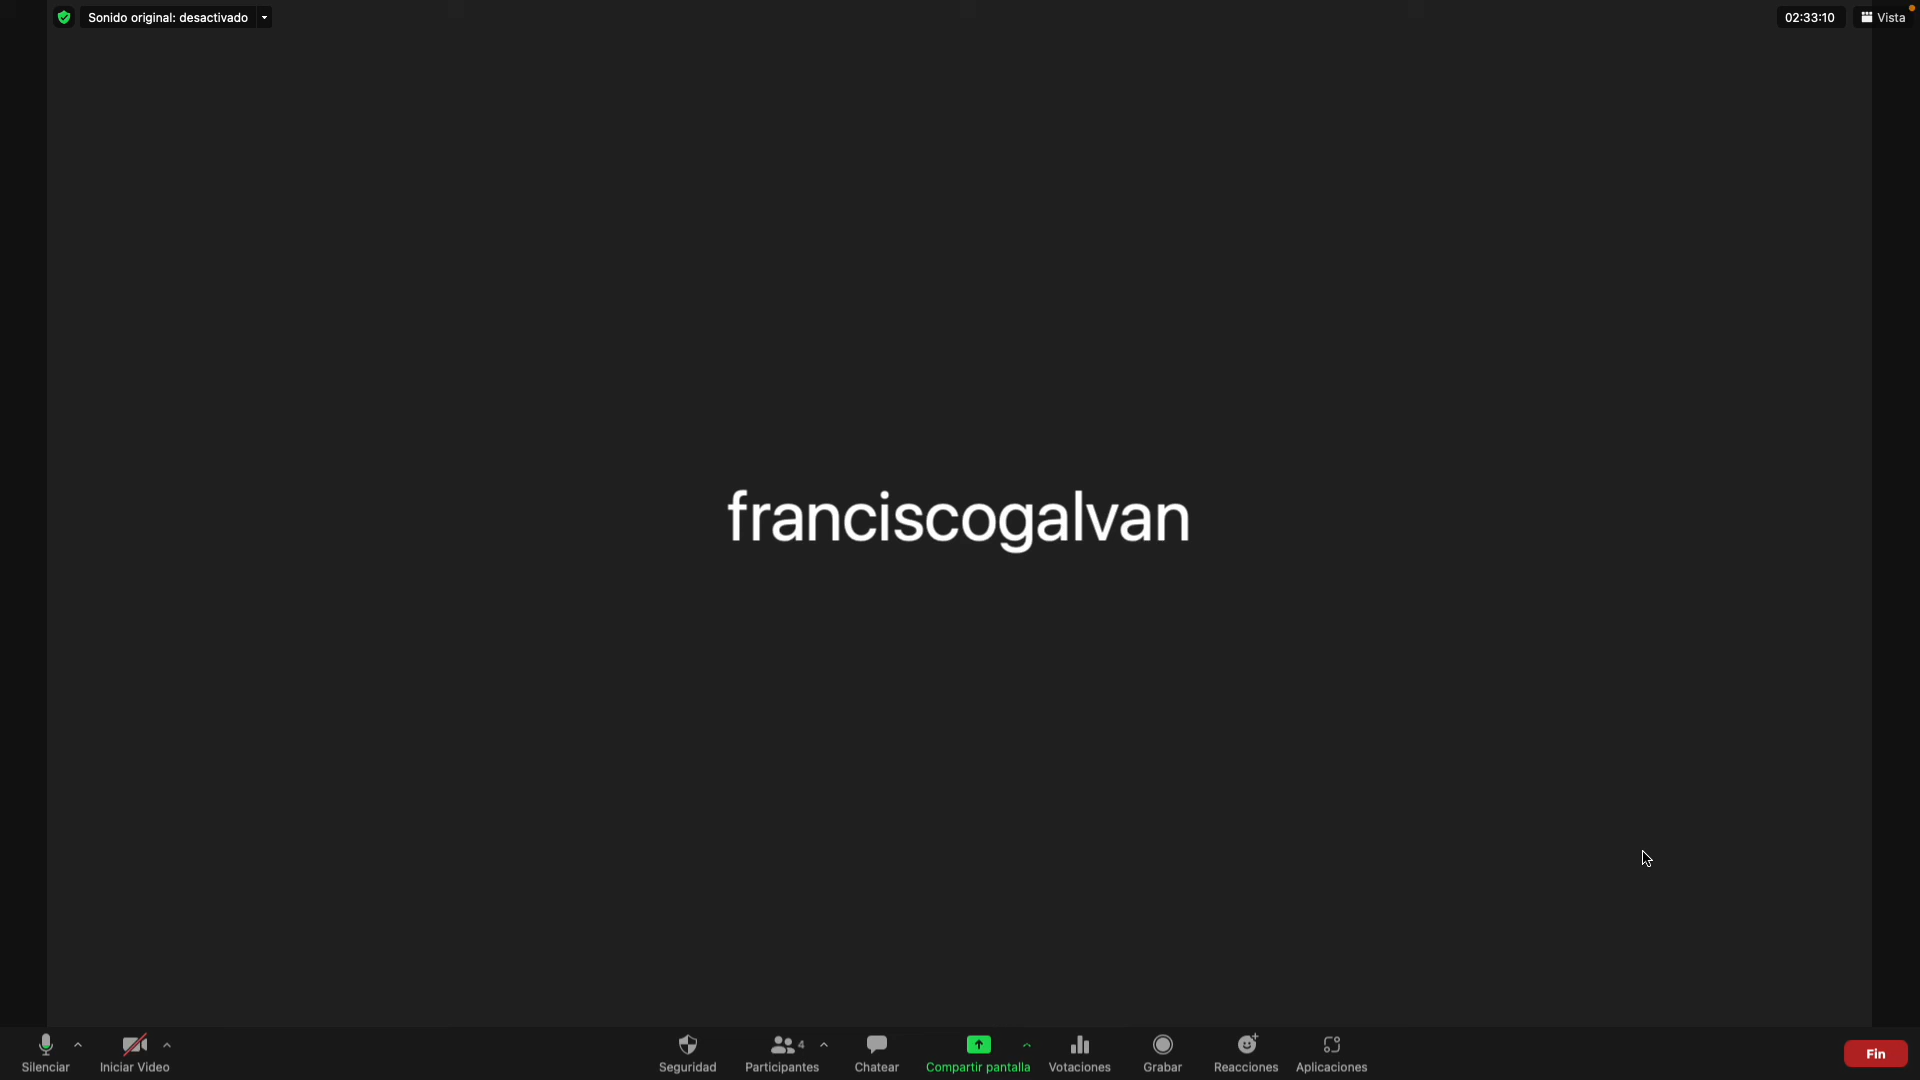 Sonido original: desactivado
02:33:10
Vista
franciscogalvan
Silenciar
Iniciar Video
Seguridad
4
Participantes
Chatear
Compartir pantalla
Votaciones
Grabar
Reacciones
Aplicaciones
Fin